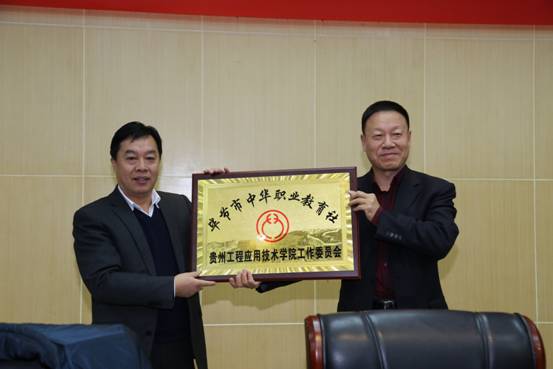 毕节市中华职业教育社
贵州工程应用技术学院工作委员会